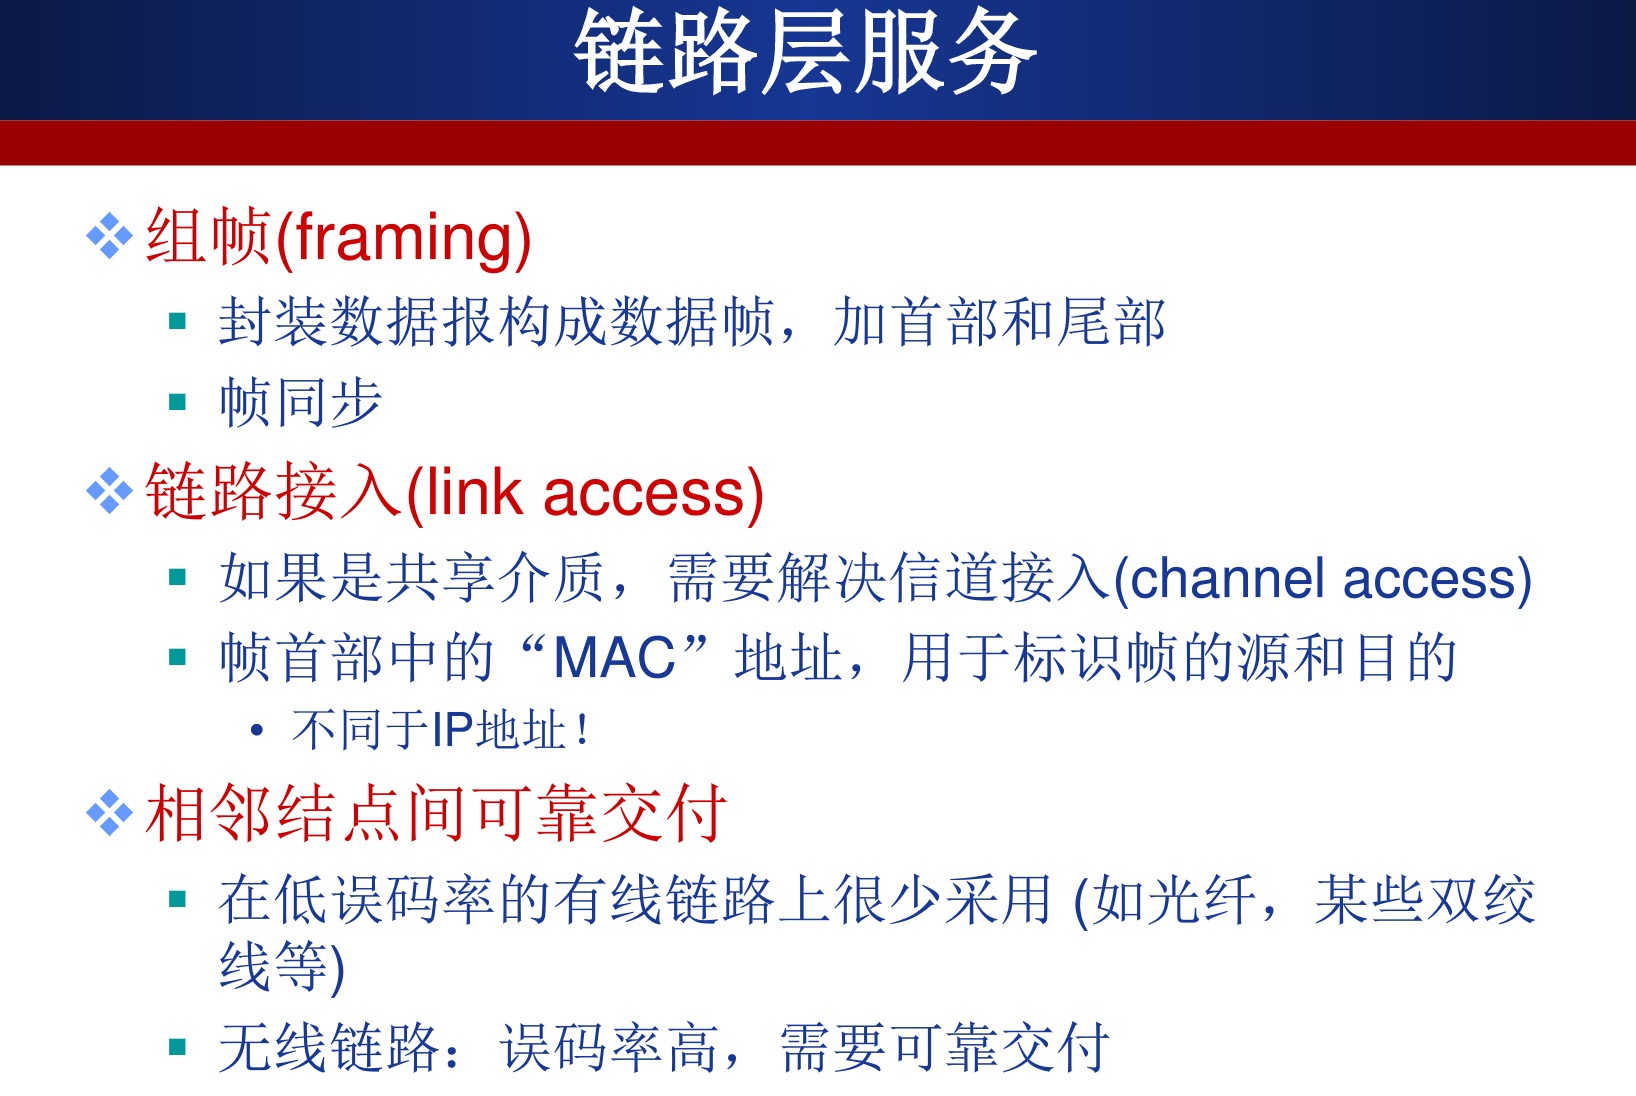 链路层服务
组帧(framing)
封装数据报构成数据帧，加首部和尾部
帧同步
链路接入(link access)
如果是共享介质，需要解决信道接入(channel access)
帧首部中的“MAC”地址，用于标识帧的源和目的
不同于IP地址！
相邻结点间可靠交付
在低误码率的有线链路上很少采用 (如光纤，某些双绞
线等)
无线链路：误码率高，需要可靠交付